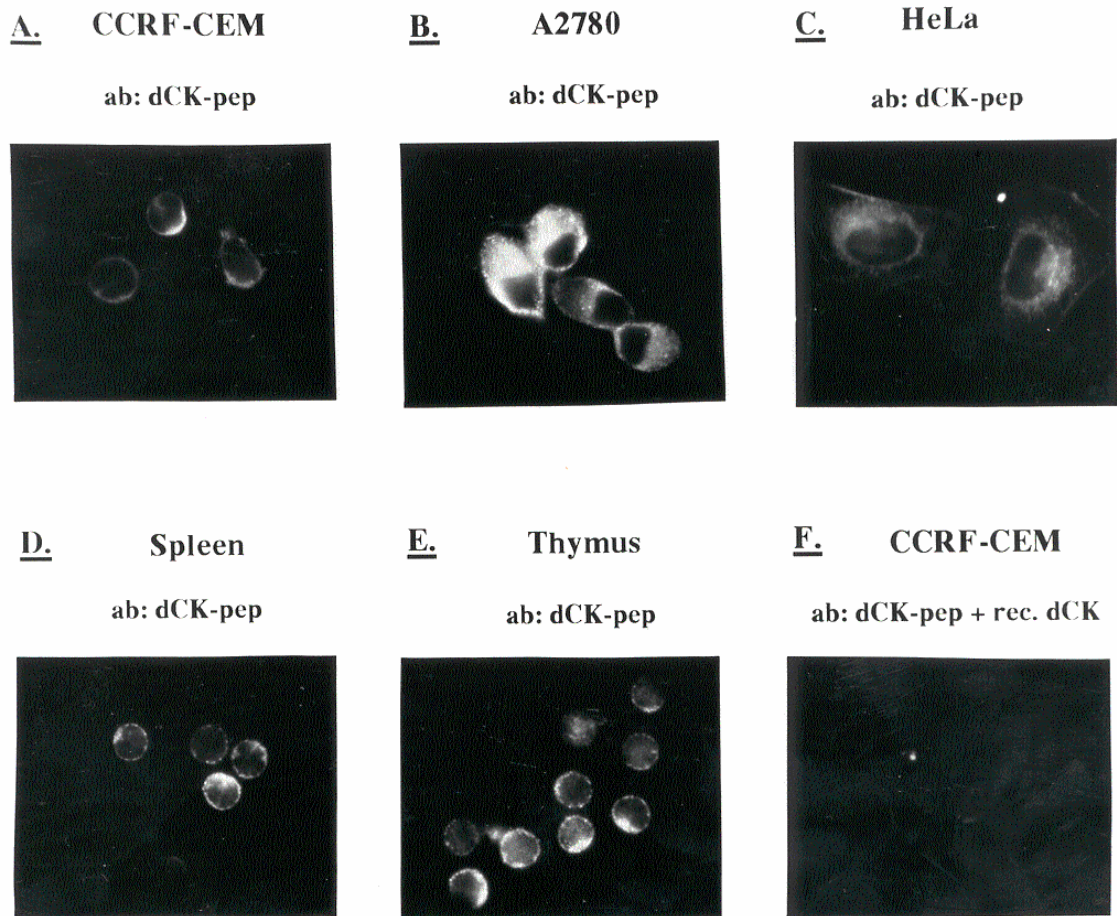 A. CCRF-CEM
ab: dCK-pep
B. A2780
ab: dCK-pep
C. HeLa
ab: dCK-pep
D. Spleen
ab: dCK-pep
E. Thymus
ab: dCK-pep
F. CCRF-CEM
ab: dCK-pep + rec. dCK